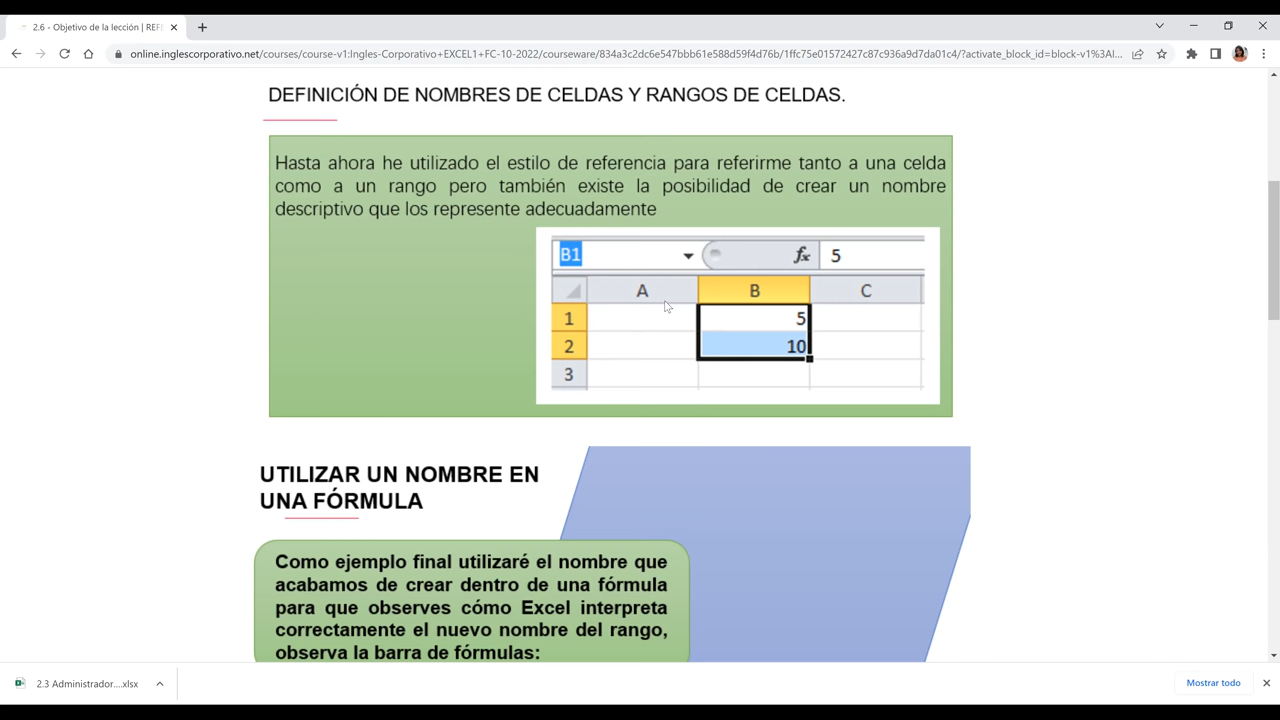 2.6 - Objetivo de la lección | REF
online.inglescorporativo.net/courses/course-v1:Ingles-Corporativo+EXCEL1+FC-10-2022/courseware/834a3c2dc6e547bbb61e588d59f4d76b/1ffc75e01572427c87c936a9d7da01c4/?activate_block_id=block-v1%3AI...
DEFINICIÓN DE NOMBRES DE CELDAS Y RANGOS DE CELDAS.
Hasta ahora he utilizado el estilo de referencia para referirme tanto a una celda
como a un rango pero también existe la posibilidad de crear un nombre
descriptivo que los represente adecuadamente
B1 fx 5
A B C
1 5
2 10
3
UTILIZAR UN NOMBRE EN
UNA FÓRMULA
Como ejemplo final utilizaré el nombre que
acabamos de crear dentro de una fórmula
para que observes cómo Excel interpreta
correctamente el nuevo nombre del rango,
observa la barra de fórmulas:
2.3 Administrador....xlsx
Mostrar todo